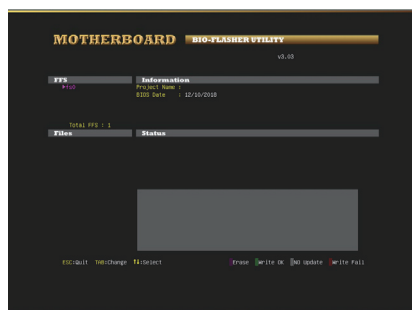 MOTHERBOARD BIO-FLASHER UTILITY
v3.03
FFS Information
fs0 Project Name :
BIOS Date : 12/10/2018
Total FFS : 1
Files Status
ESC:Quit TAB:Change ↑↓:Select Erase Write OK NO Update Write Fail